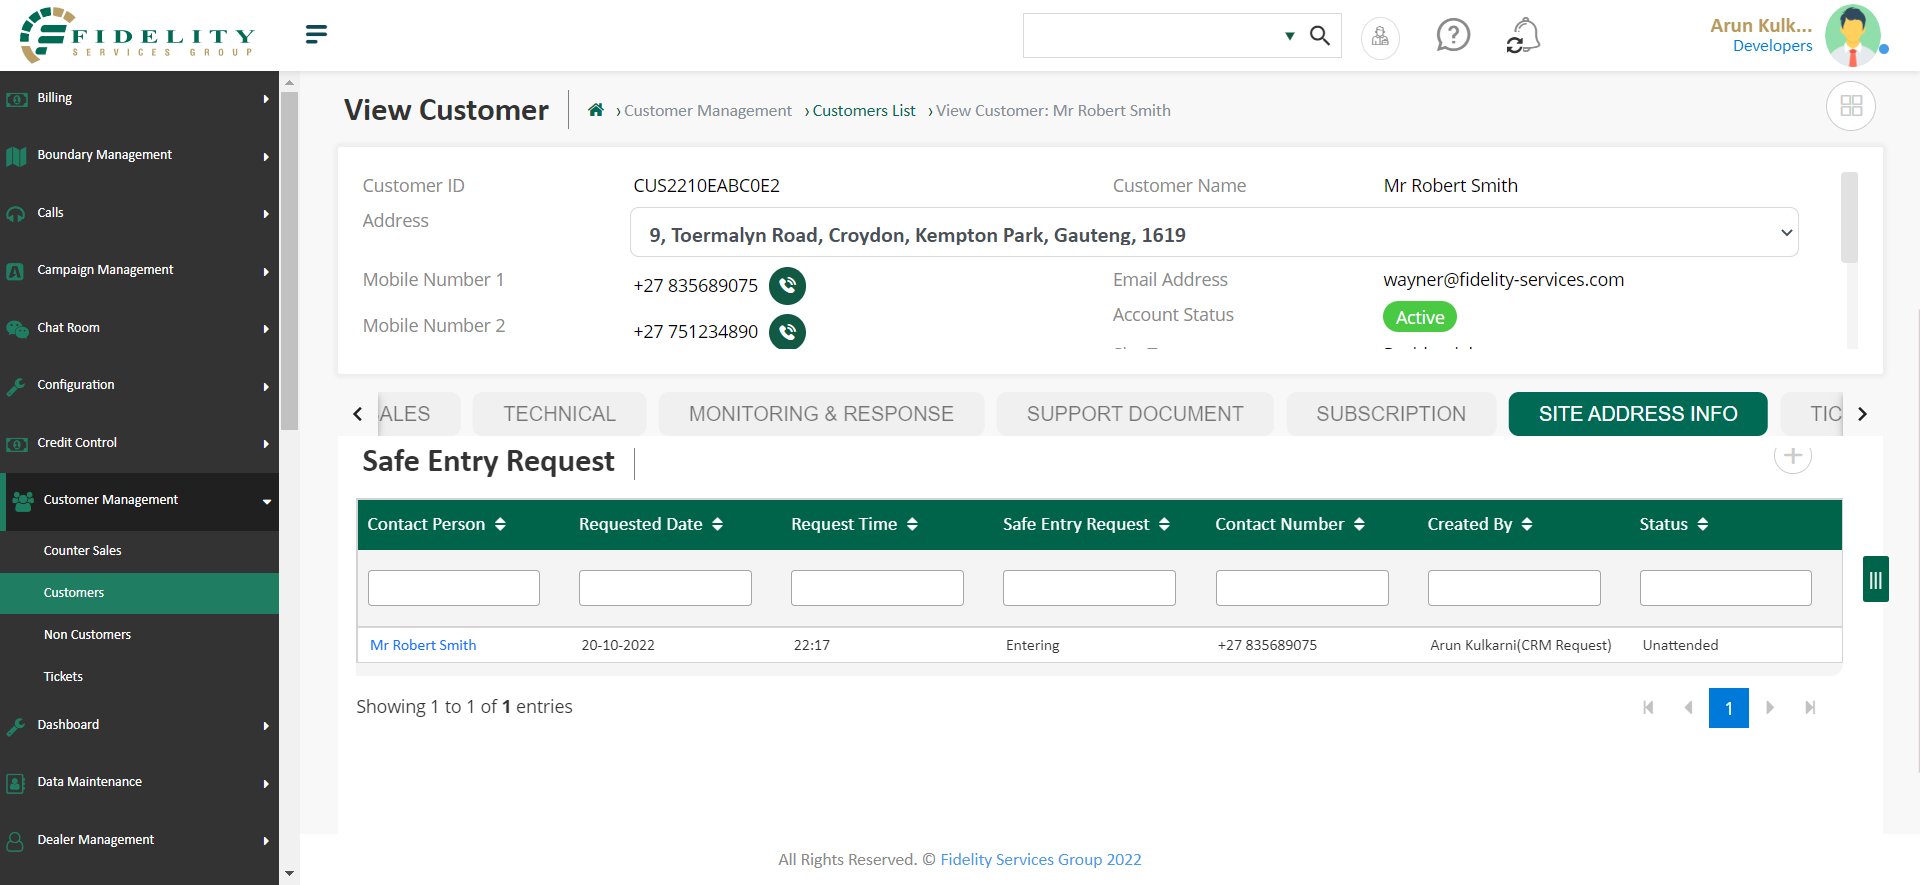 FIDELITY
SERVICES GROUP
Arun Kulk...
Developers
Billing
Boundary Management
Calls
Campaign Management
Chat Room
Configuration
Credit Control
Customer Management
Counter Sales
Customers
Non Customers
Tickets
Dashboard
Data Maintenance
Dealer Management
View Customer
› Customer Management › Customers List › View Customer: Mr Robert Smith
Customer ID CUS2210EABC0E2 Customer Name Mr Robert Smith
Address 9, Toermalyn Road, Croydon, Kempton Park, Gauteng, 1619
Mobile Number 1 +27 835689075 Email Address wayner@fidelity-services.com
Mobile Number 2 +27 751234890 Account Status Active
ALES TECHNICAL MONITORING & RESPONSE SUPPORT DOCUMENT SUBSCRIPTION SITE ADDRESS INFO TIC
Safe Entry Request
Contact Person Requested Date Request Time Safe Entry Request Contact Number Created By Status
Mr Robert Smith 20-10-2022 22:17 Entering +27 835689075 Arun Kulkarni(CRM Request) Unattended
Showing 1 to 1 of 1 entries
1
All Rights Reserved. © Fidelity Services Group 2022